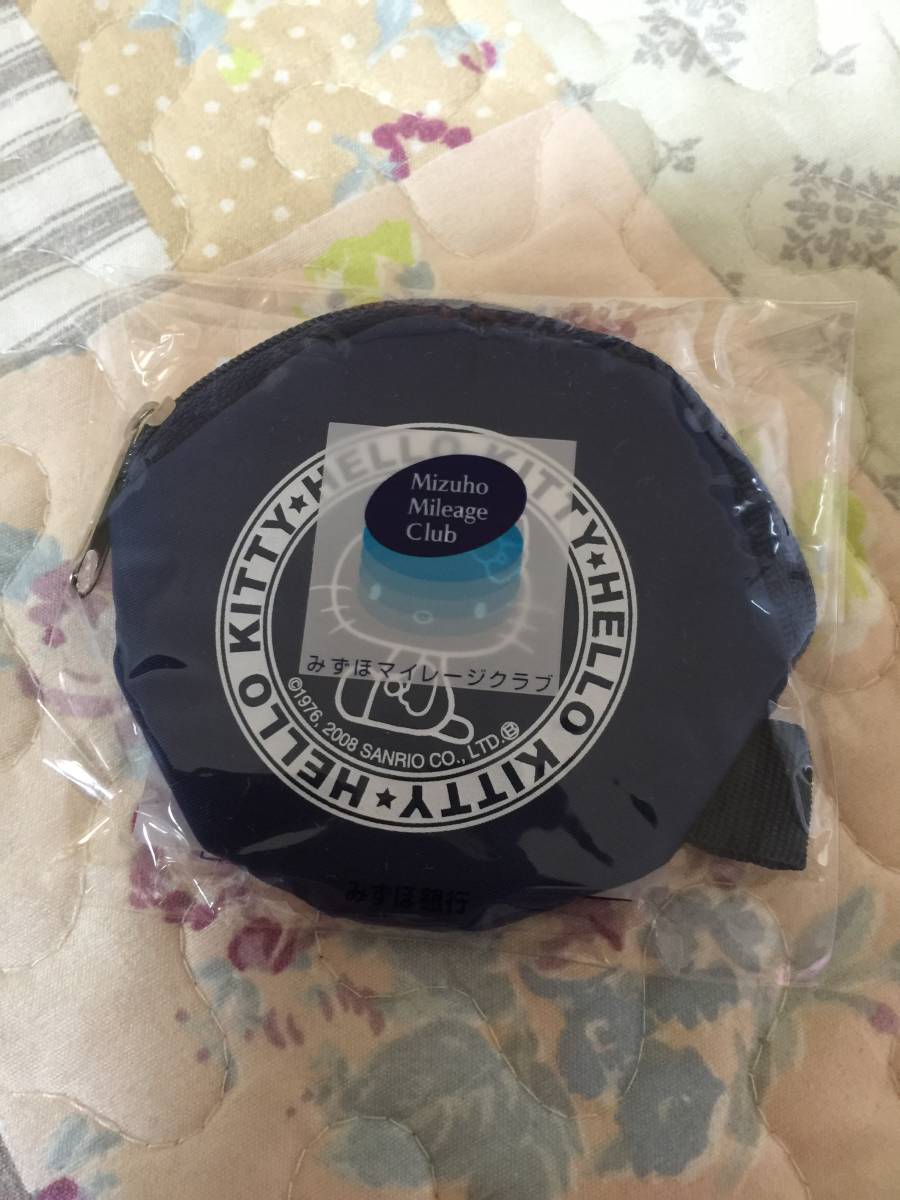 HELLO KITTY★HELLO KITTY★HELLO KITTY★
Mizuho
Mileage
Club
みずほマイレージクラブ
©1976, 2008 SANRIO CO., LTD.
みずほ銀行